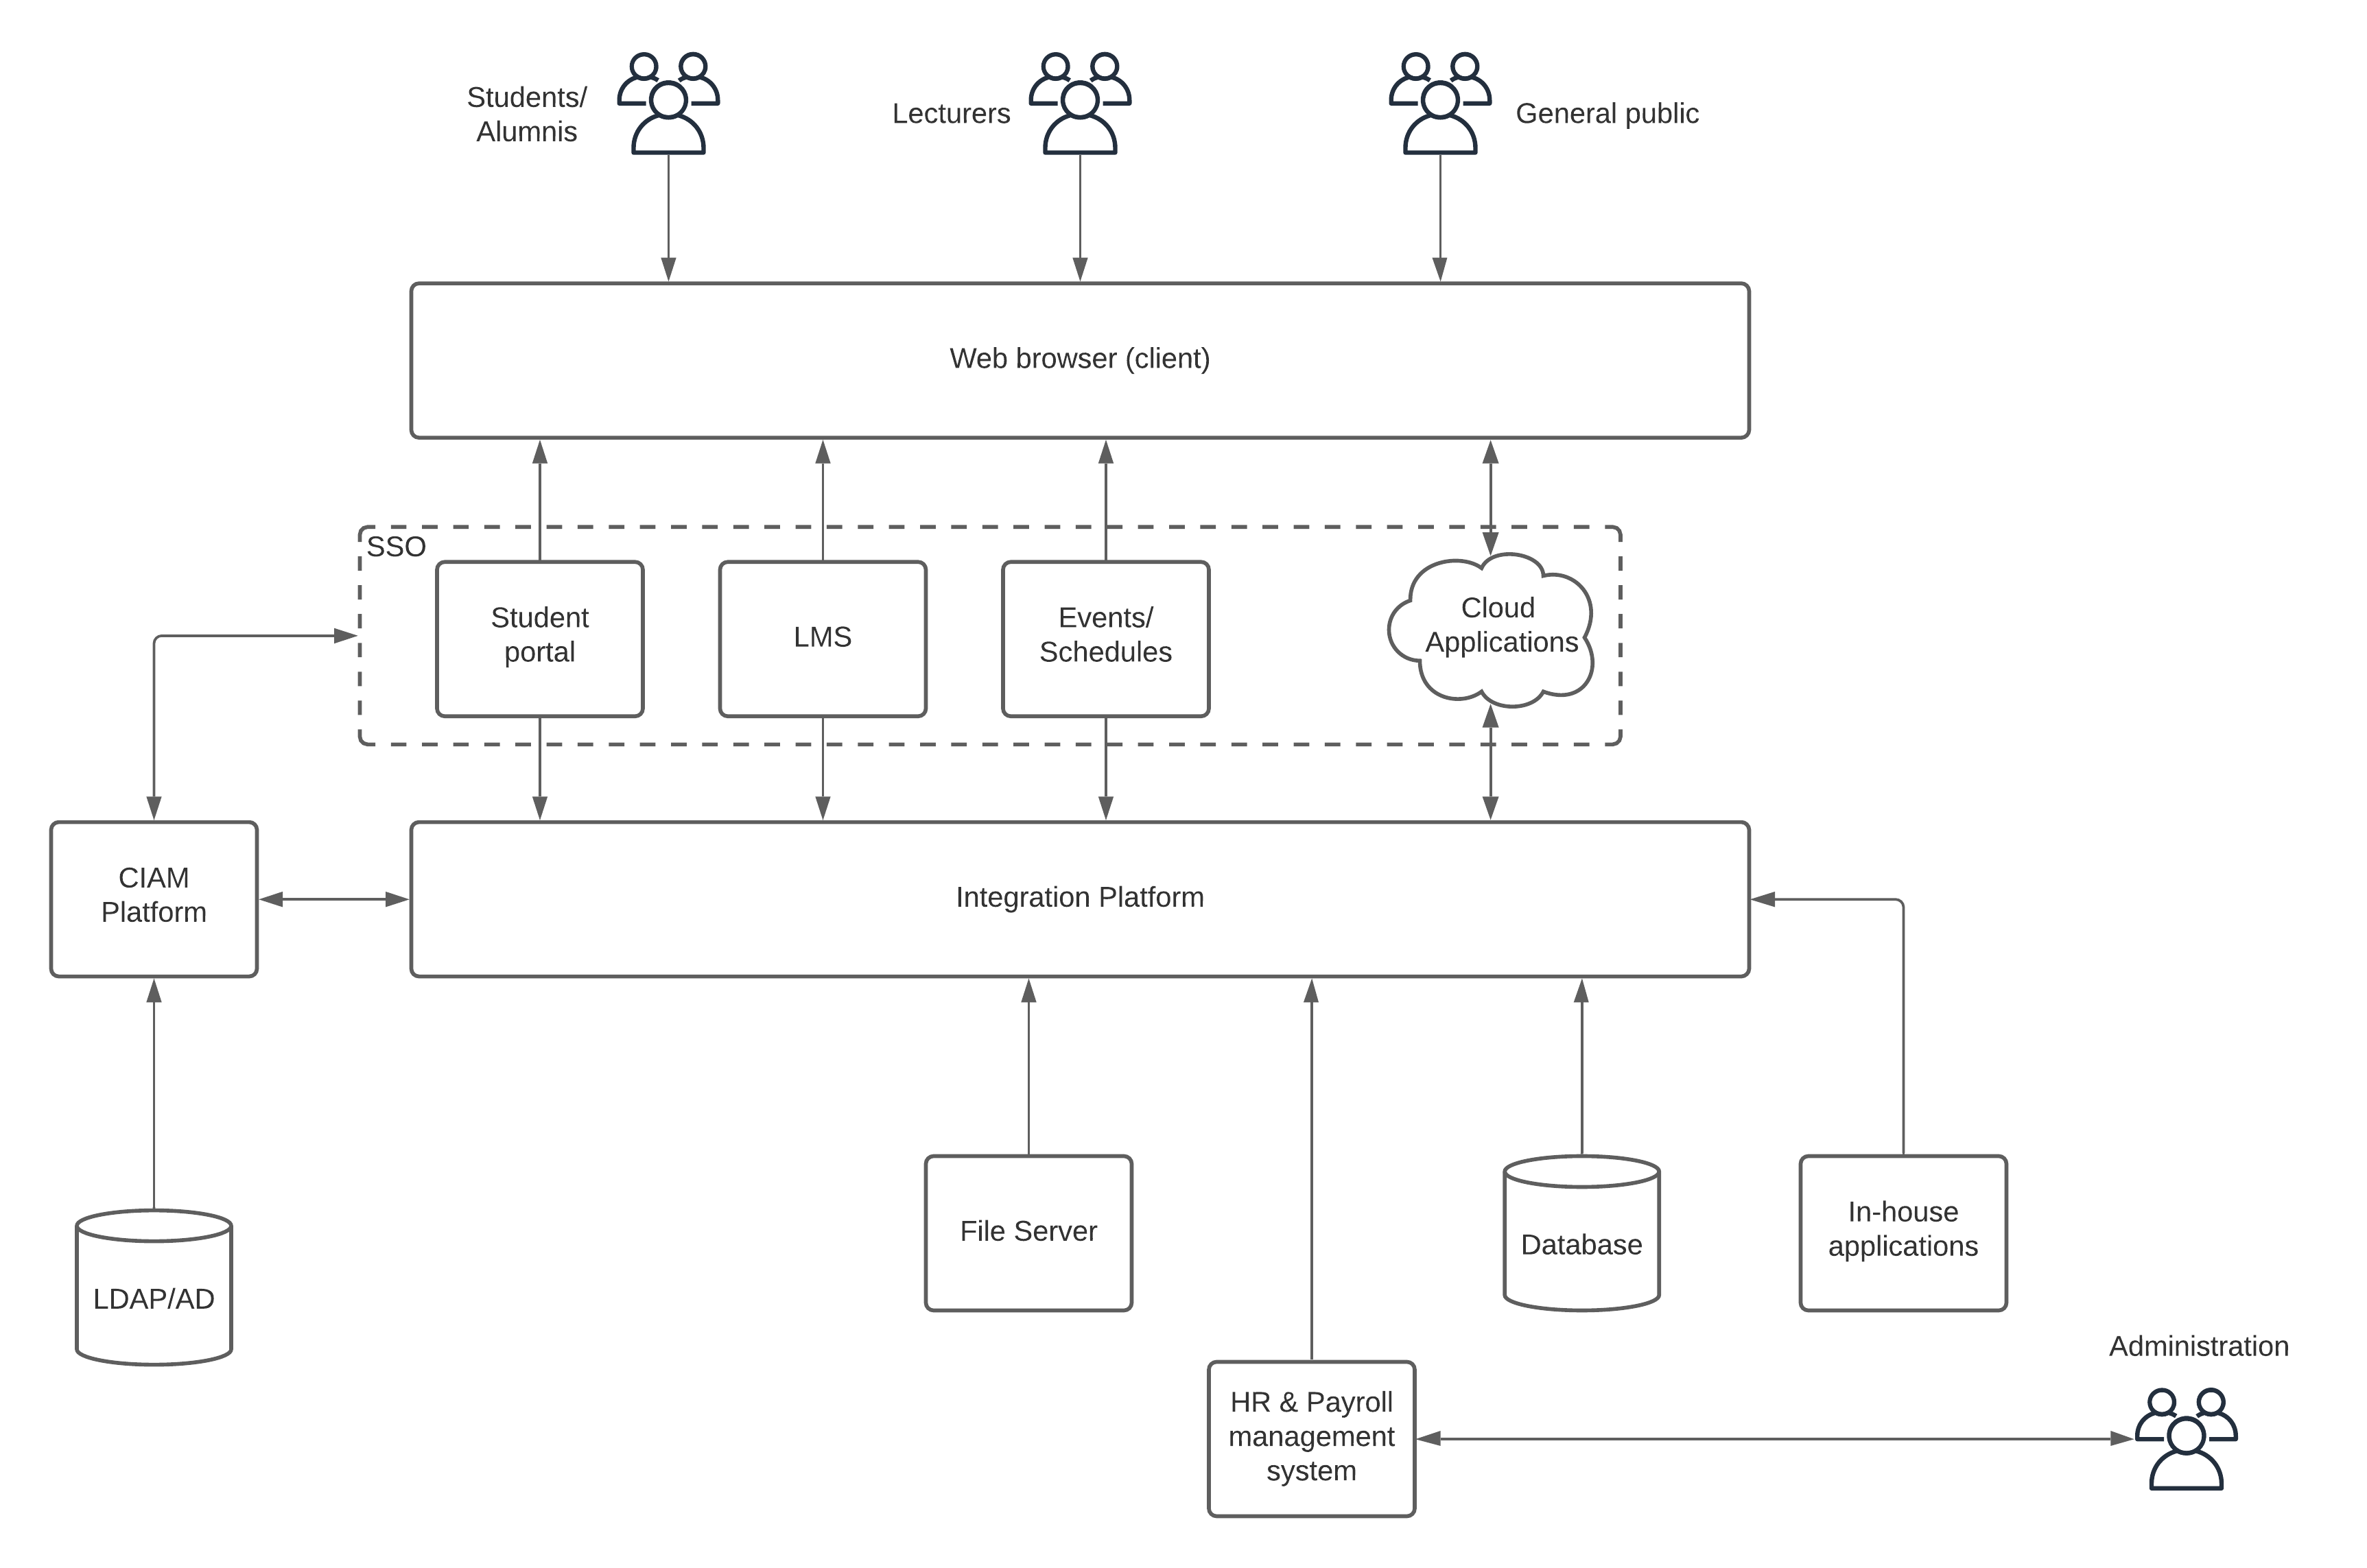 Students/
Alumnis
Lecturers
General public
Web browser (client)
SSO
Student
portal
LMS
Events/
Schedules
Cloud
Applications
CIAM
Platform
Integration Platform
LDAP/AD
File Server
Database
In-house
applications
HR & Payroll
management
system
Administration